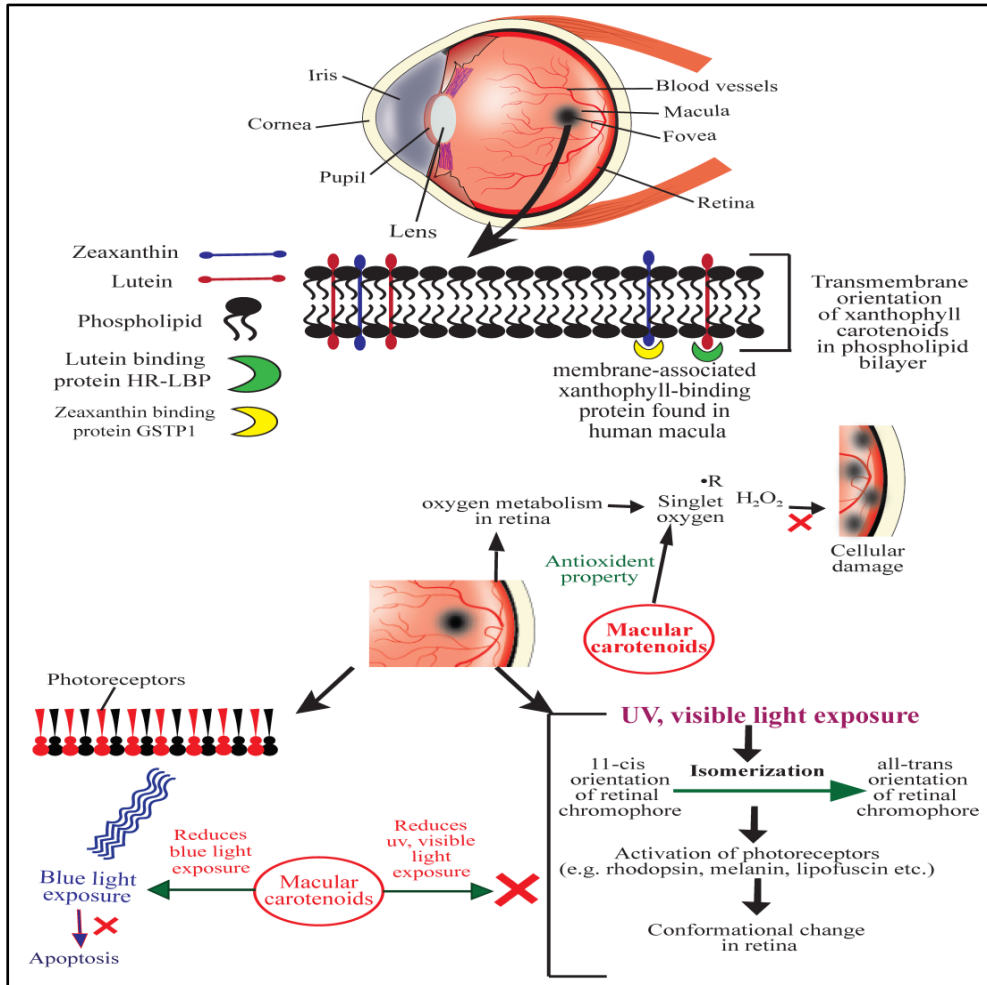 Iris
Cornea
Pupil
Lens
Blood vessels
Macula
Fovea
Retina
Zeaxanthin
Lutein
Phospholipid
Lutein binding
protein HR-LBP
Zeaxanthin binding
protein GSTP1
Transmembrane
orientation
of xanthophyll
carotenoids
in phospholipid
bilayer
membrane-associated
xanthophyll-binding
protein found in
human macula
oxygen metabolism
in retina
•R
Singlet
oxygen
H₂O₂
Cellular
damage
Antioxident
property
Macular
carotenoids
Photoreceptors
Blue light
exposure
Apoptosis
Reduces
blue light
exposure
Macular
carotenoids
Reduces
uv, visible
light
exposure
UV, visible light exposure
11-cis
orientation
of retinal
chromophore
Isomerization
all-trans
orientation
of retinal
chromophore
Activation of photoreceptors
(e.g. rhodopsin, melanin, lipofuscin etc.)
Conformational change
in retina